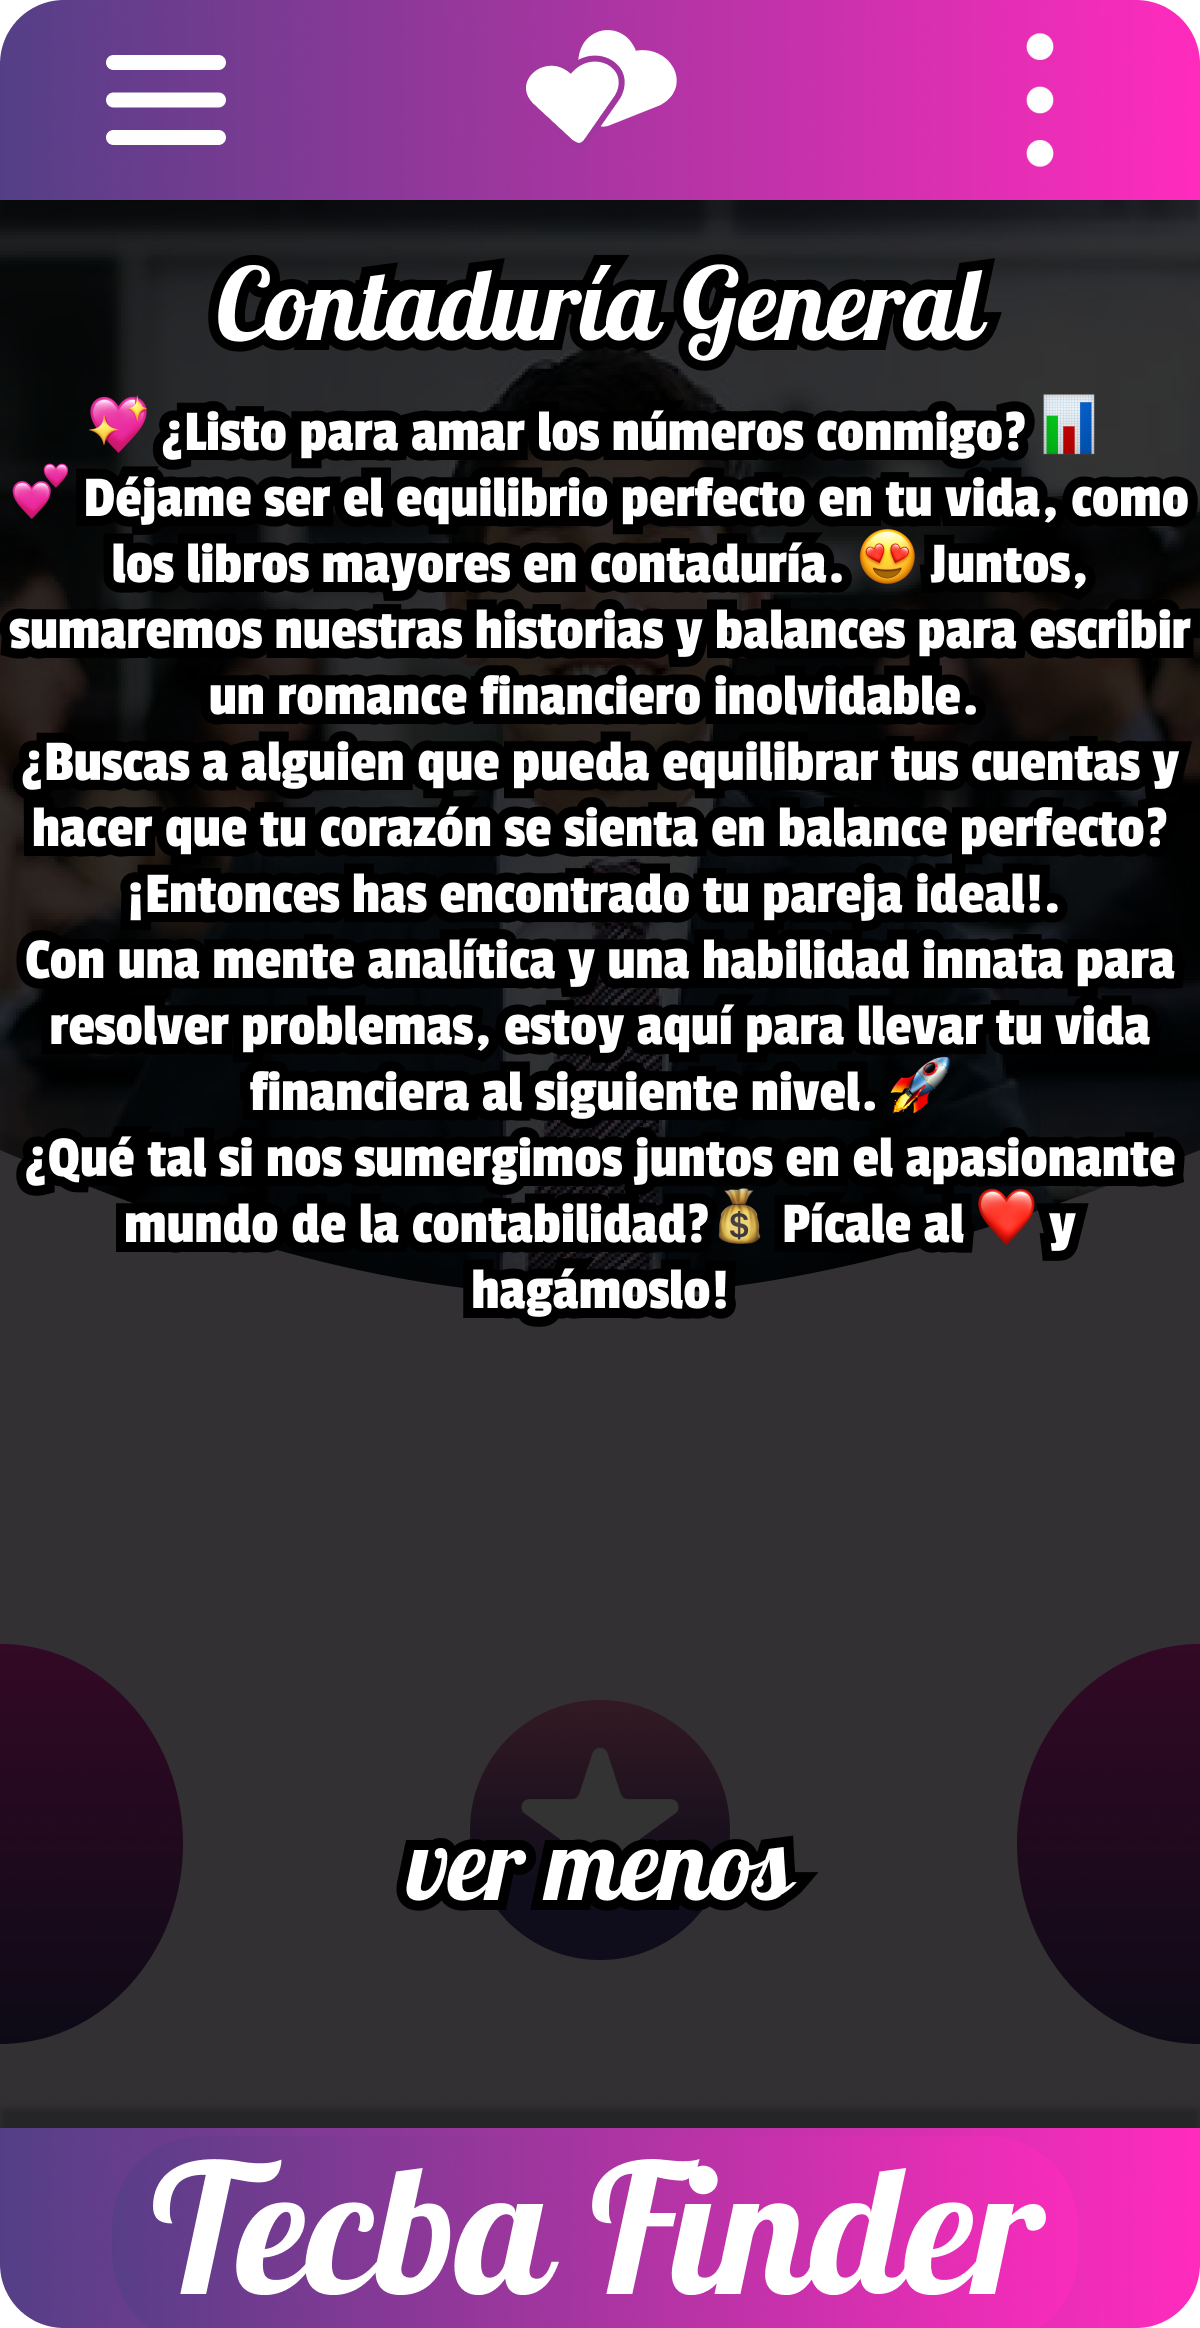 Contaduría General
💖 ¿Listo para amar los números conmigo? 📊
💕 Déjame ser el equilibrio perfecto en tu vida, como
los libros mayores en contaduría. 😍 Juntos,
sumaremos nuestras historias y balances para escribir
un romance financiero inolvidable.
¿Buscas a alguien que pueda equilibrar tus cuentas y
hacer que tu corazón se sienta en balance perfecto?
¡Entonces has encontrado tu pareja ideal!.
Con una mente analítica y una habilidad innata para
resolver problemas, estoy aquí para llevar tu vida
financiera al siguiente nivel. 🚀
¿Qué tal si nos sumergimos juntos en el apasionante
mundo de la contabilidad?💰 Pícale al ❤️ y
hagámoslo!
ver menos
Tecba Finder